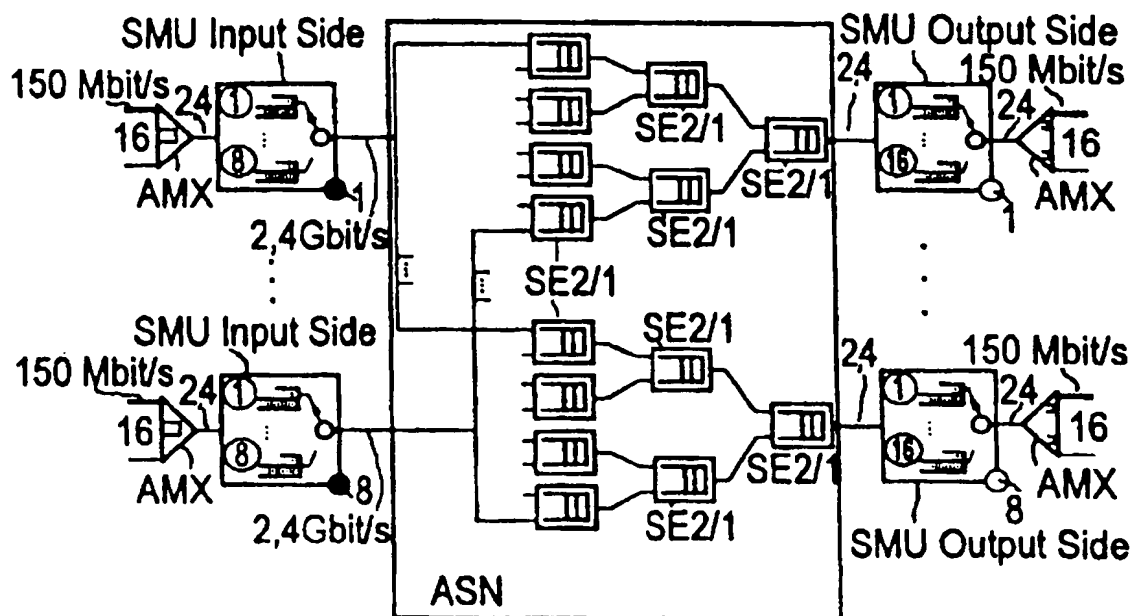 SMU Input Side
150 Mbit/s
24
16
AMX
1
8
1
2,4Gbit/s
SMU Input Side
150 Mbit/s
24
16
AMX
1
8
8
2,4Gbit/s
SE2/1
SE2/1
SE2/1
SE2/1
SE2/1
SE2/1
SE2/1
ASN
SMU Output Side
24
150 Mbit/s
24
16
AMX
1
16
1
24
150 Mbit/s
24
16
AMX
1
16
8
SMU Output Side